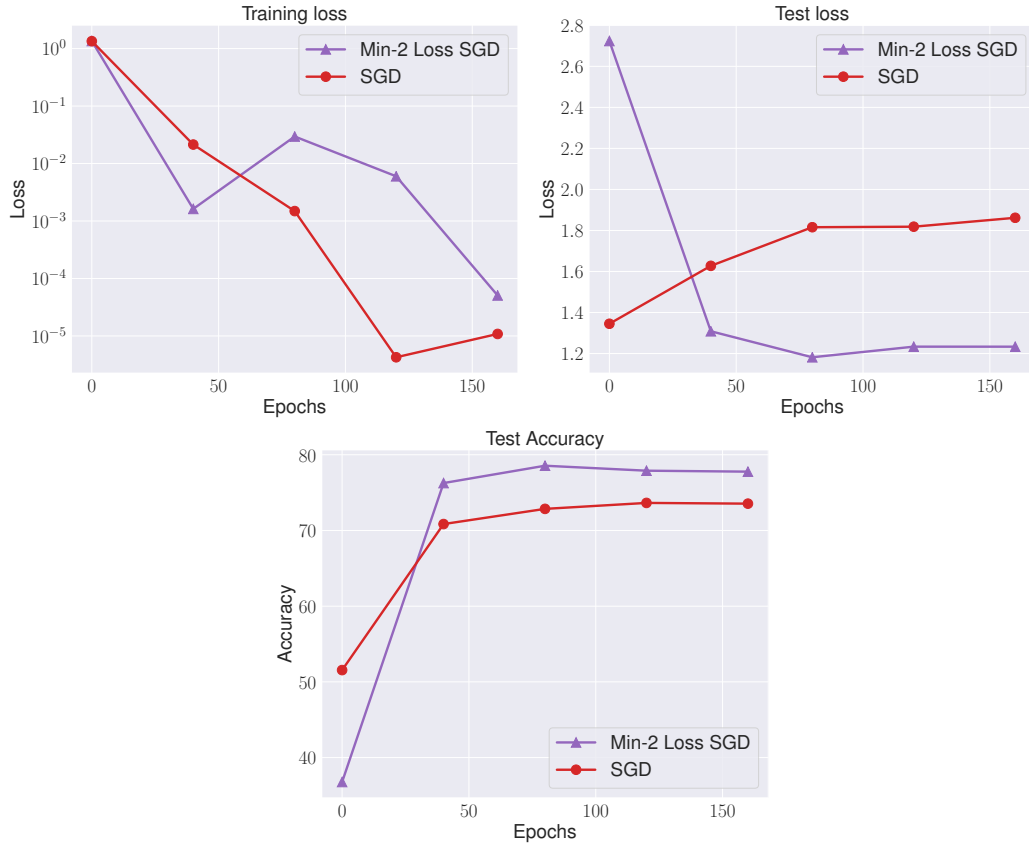 Training loss
Min-2 Loss SGD
SGD
10^0
10^-1
10^-2
10^-3
10^-4
10^-5
Loss
0 50 100 150
Epochs
Test loss
Min-2 Loss SGD
SGD
2.8
2.6
2.4
2.2
2.0
1.8
1.6
1.4
1.2
Loss
0 50 100 150
Epochs
Test Accuracy
80
70
60
50
40
Accuracy
Min-2 Loss SGD
SGD
0 50 100 150
Epochs